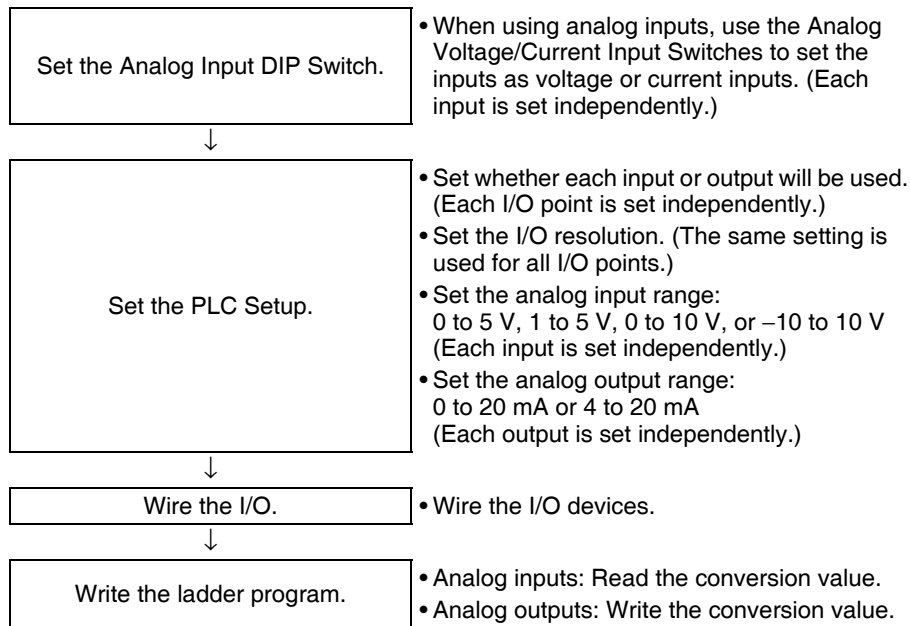 Set the Analog Input DIP Switch.
• When using analog inputs, use the Analog
Voltage/Current Input Switches to set the
inputs as voltage or current inputs. (Each
input is set independently.)
↓
Set the PLC Setup.
• Set whether each input or output will be used.
(Each I/O point is set independently.)
• Set the I/O resolution. (The same setting is
used for all I/O points.)
• Set the analog input range:
0 to 5 V, 1 to 5 V, 0 to 10 V, or −10 to 10 V
(Each input is set independently.)
• Set the analog output range:
0 to 20 mA or 4 to 20 mA
(Each output is set independently.)
↓
Wire the I/O.
• Wire the I/O devices.
↓
Write the ladder program.
• Analog inputs: Read the conversion value.
• Analog outputs: Write the conversion value.